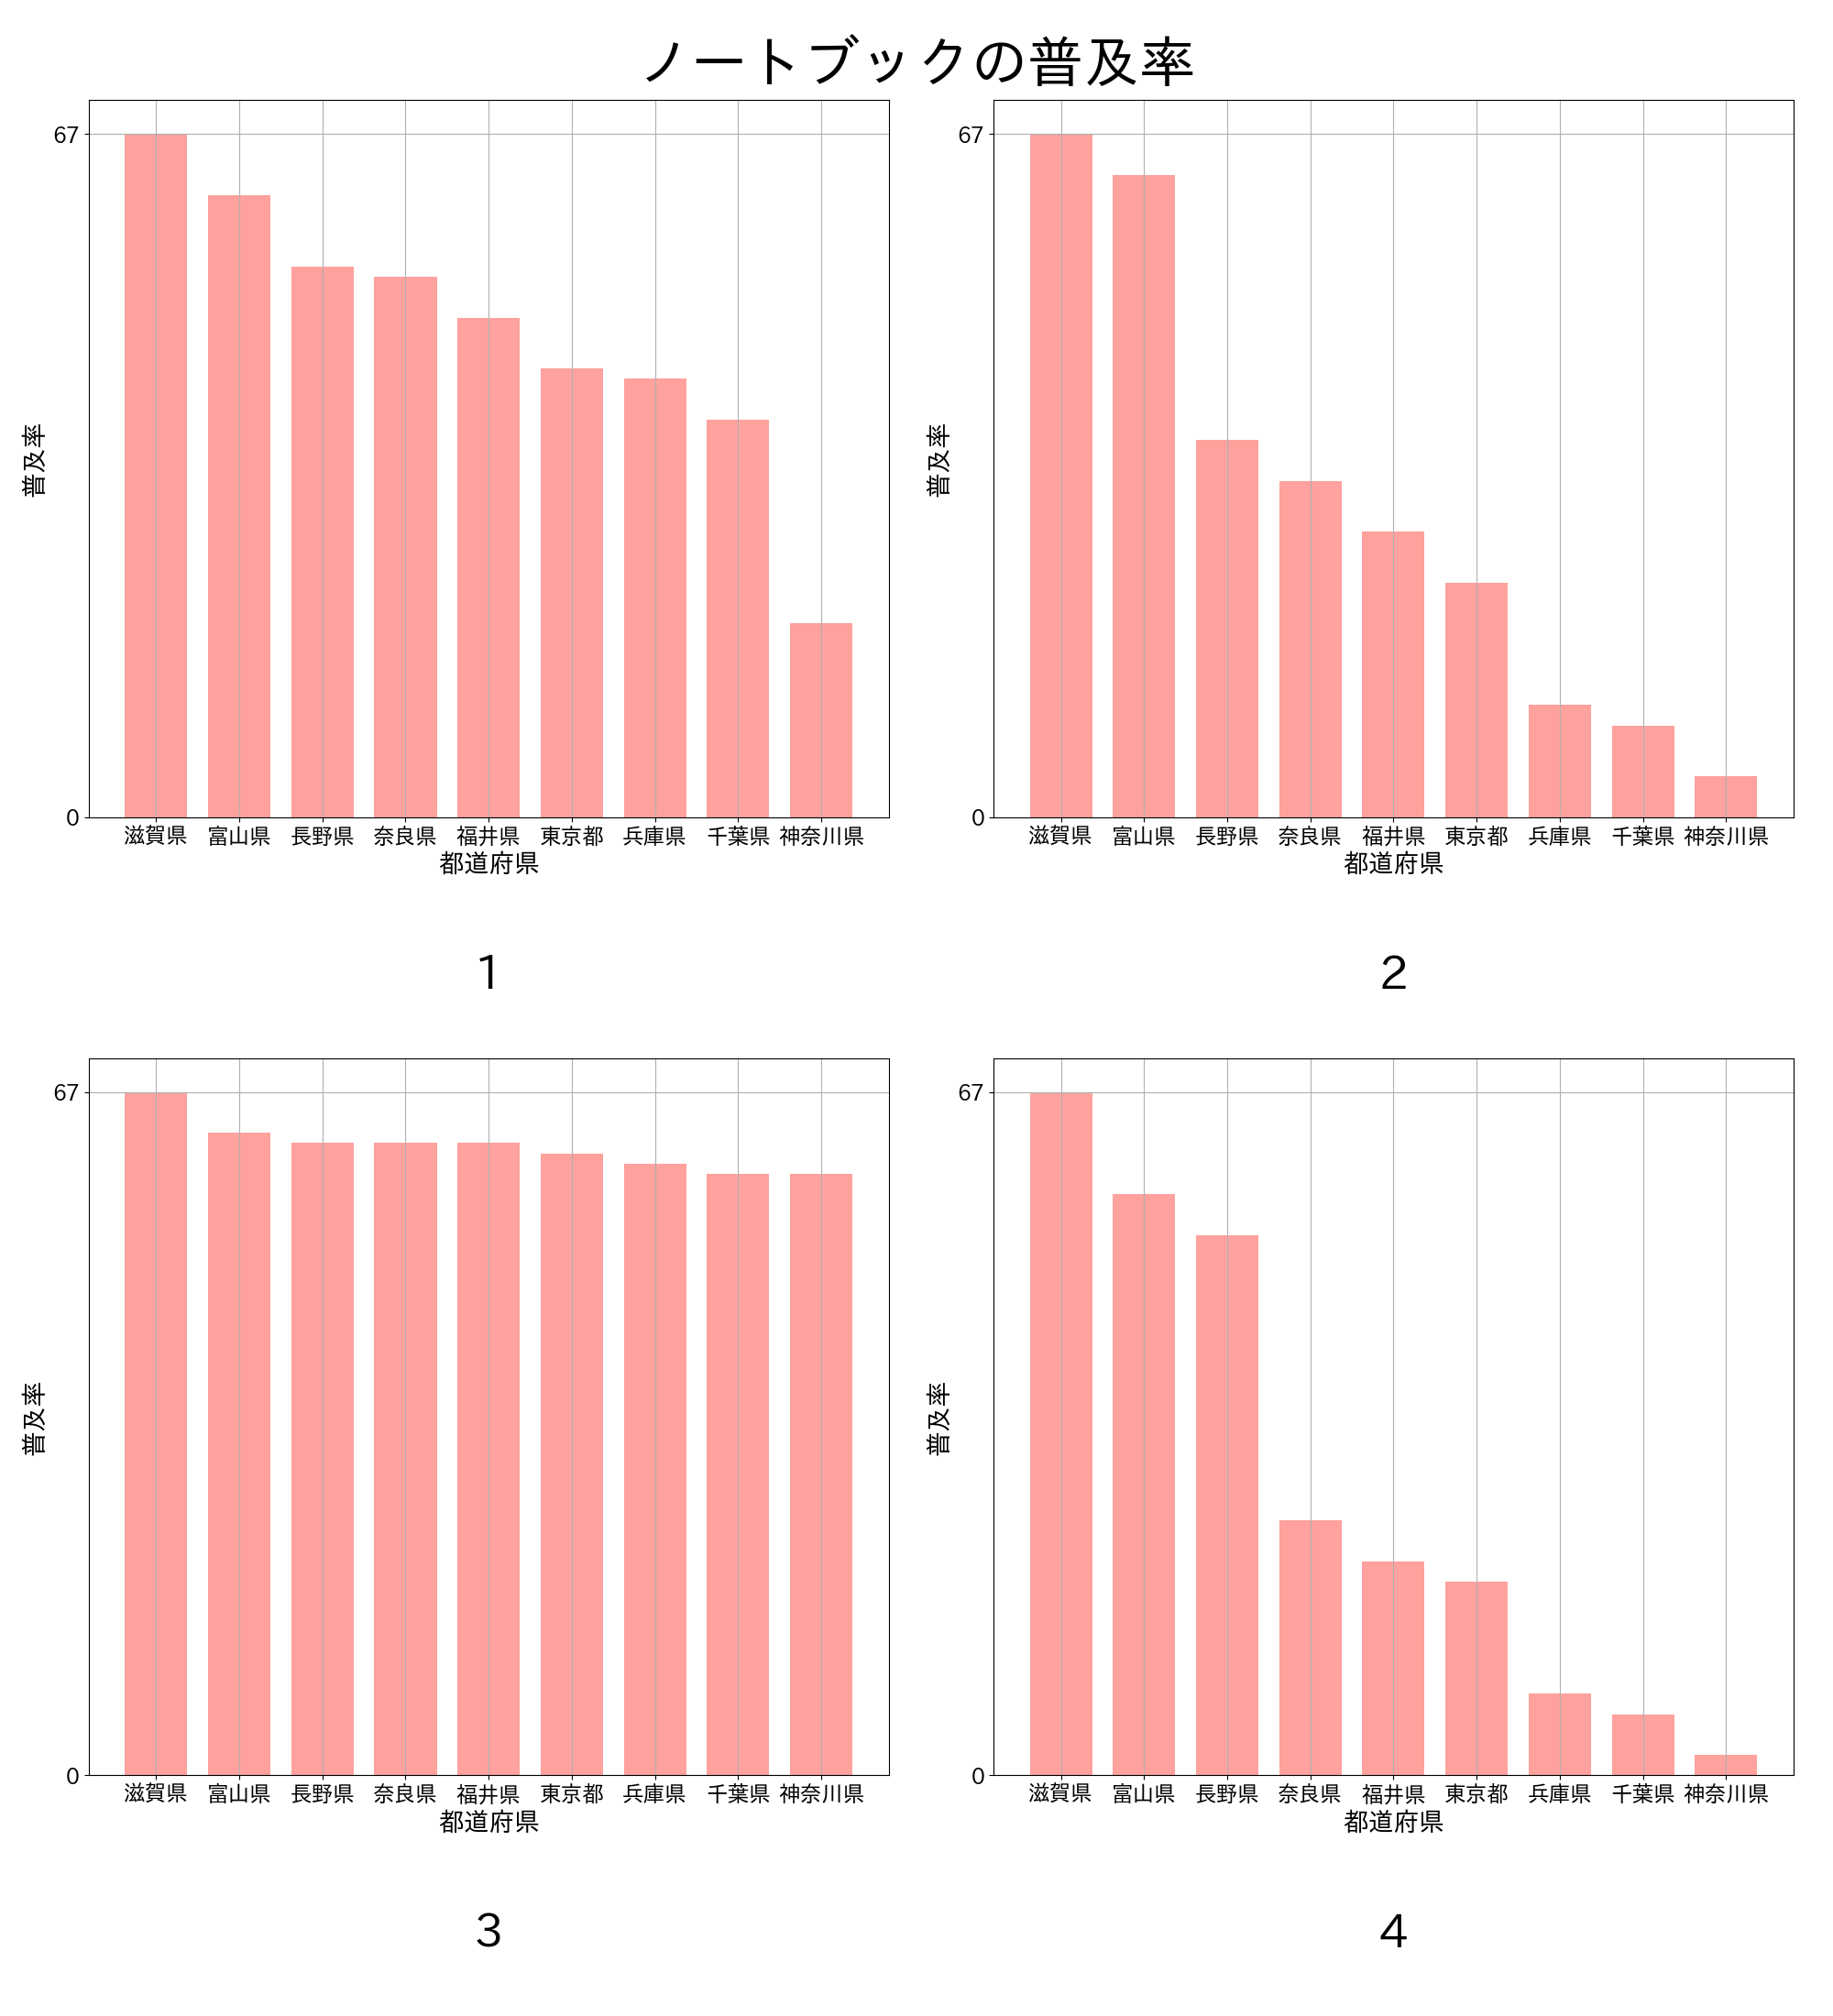 ノートブックの普及率
67
0
普及率
滋賀県 富山県 長野県 奈良県 福井県 東京都 兵庫県 千葉県 神奈川県
都道府県
1
67
0
普及率
滋賀県 富山県 長野県 奈良県 福井県 東京都 兵庫県 千葉県 神奈川県
都道府県
2
67
0
普及率
滋賀県 富山県 長野県 奈良県 福井県 東京都 兵庫県 千葉県 神奈川県
都道府県
3
67
0
普及率
滋賀県 富山県 長野県 奈良県 福井県 東京都 兵庫県 千葉県 神奈川県
都道府県
4